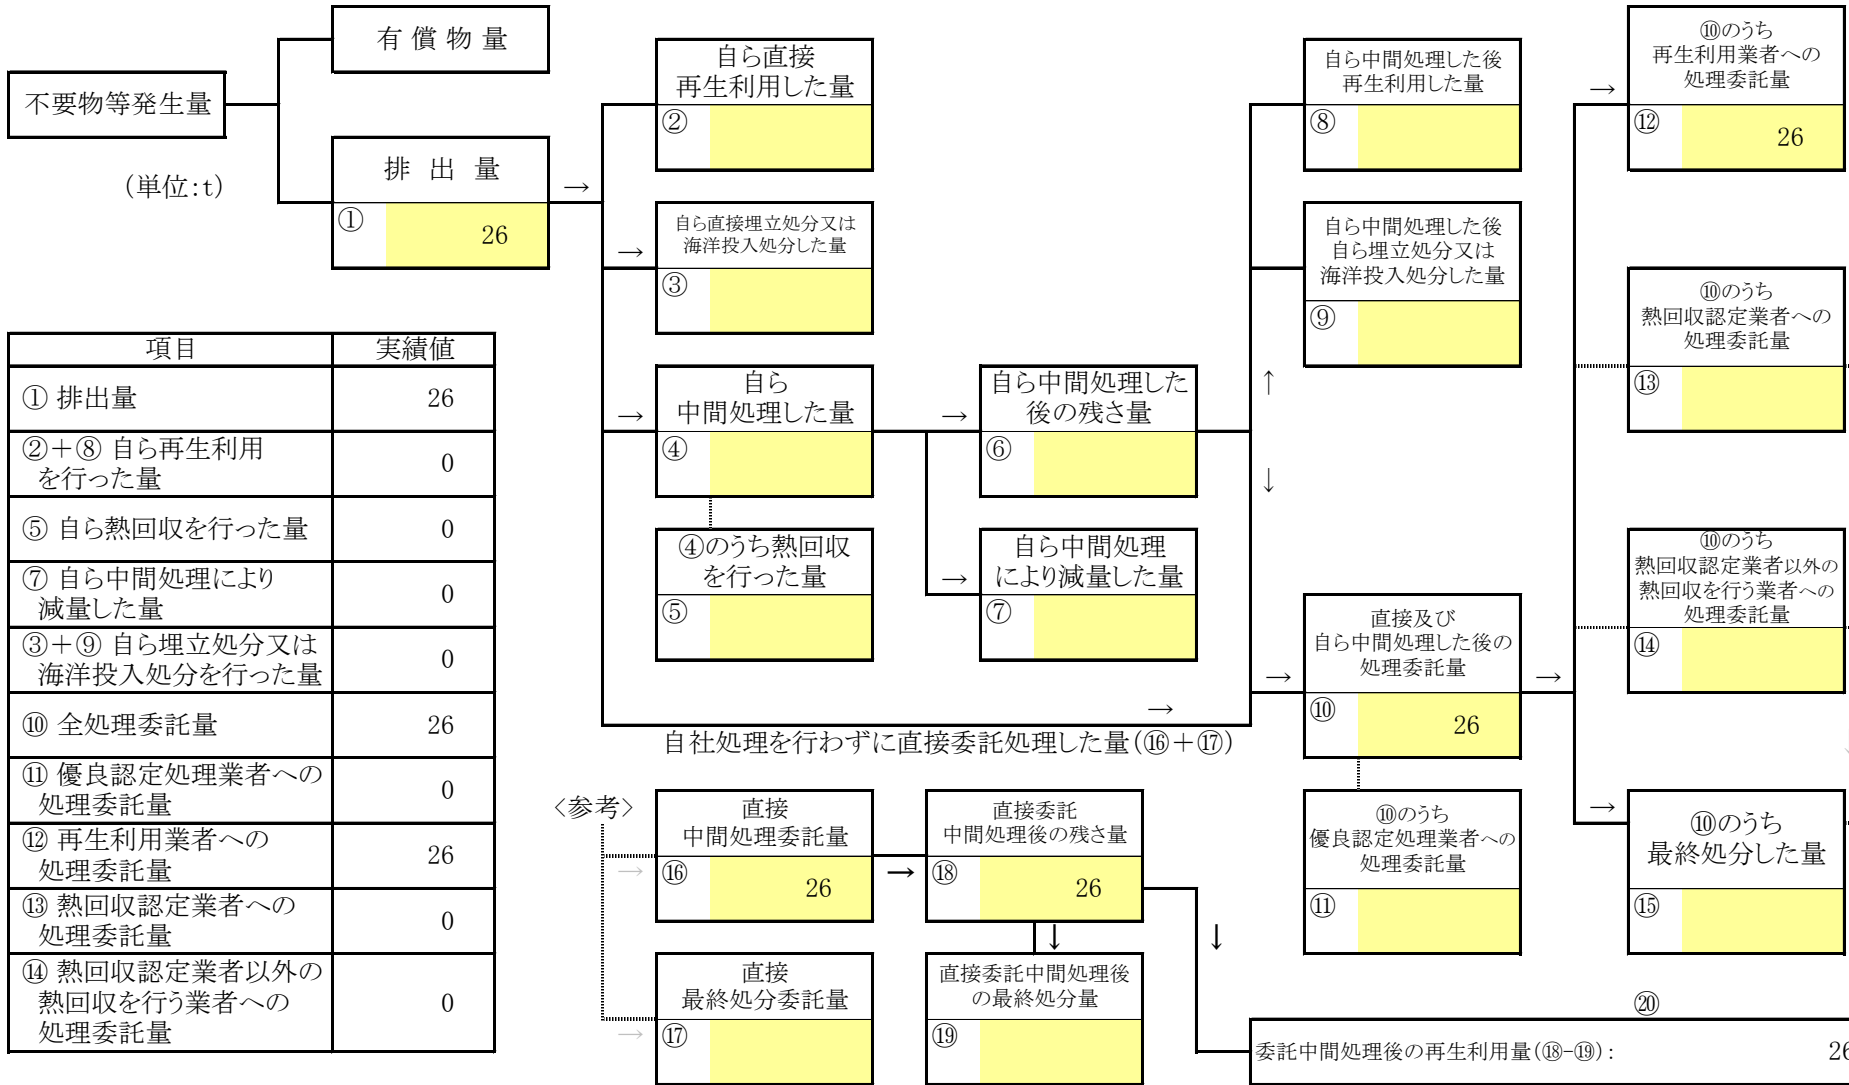 有償物量
不要物等発生量
(単位:t)
排出量
①
26
→
自ら直接
再生利用した量
②
→
自ら直接埋立処分又は
海洋投入処分した量
③
→
自ら
中間処理した量
④
④のうち熱回収
を行った量
⑤
→
自ら中間処理した
後の残さ量
⑥
→
自ら中間処理
により減量した量
⑦
↑
↓
自ら中間処理した後
再生利用した量
⑧
自ら中間処理した後
自ら埋立処分又は
海洋投入処分した量
⑨
→
直接及び
自ら中間処理した後の
処理委託量
⑩
26
→
⑩のうち
優良認定処理業者への
処理委託量
⑪
→
⑩のうち
再生利用業者への
処理委託量
⑫
26
⑩のうち
熱回収認定業者への
処理委託量
⑬
⑩のうち
熱回収認定業者以外の
熱回収を行う業者への
処理委託量
⑭
→
⑩のうち
最終処分した量
⑮
→
自社処理を行わずに直接委託処理した量(⑯+⑰)
〈参考〉
→
直接
中間処理委託量
⑯
26
→
直接委託
中間処理後の残さ量
⑱
26
→
直接
最終処分委託量
⑰
↓
直接委託中間処理後
の最終処分量
⑲
↓
⑳
委託中間処理後の再生利用量(⑱-⑲):
26
項目 実績値
① 排出量 26
②+⑧ 自ら再生利用
を行った量 0
⑤ 自ら熱回収を行った量 0
⑦ 自ら中間処理により
減量した量 0
③+⑨ 自ら埋立処分又は
海洋投入処分を行った量 0
⑩ 全処理委託量 26
⑪ 優良認定処理業者への
処理委託量 0
⑫ 再生利用業者への
処理委託量 26
⑬ 熱回収認定業者への
処理委託量 0
⑭ 熱回収認定業者以外の
熱回収を行う業者への
処理委託量 0